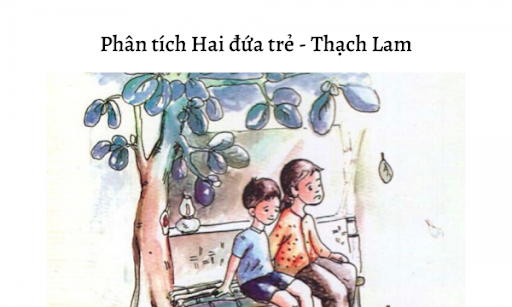 Phân tích Hai đứa trẻ - Thạch Lam